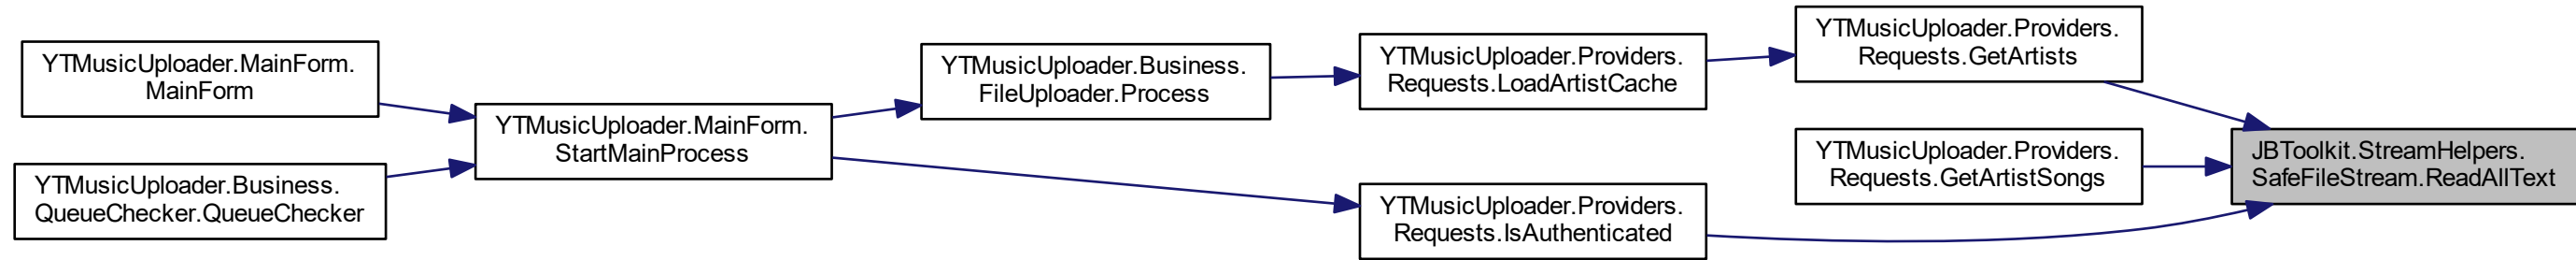 YTMusicUploader.MainForm.
MainForm
YTMusicUploader.Business.
QueueChecker.QueueChecker
YTMusicUploader.MainForm.
StartMainProcess
YTMusicUploader.Business.
FileUploader.Process
YTMusicUploader.Providers.
Requests.LoadArtistCache
YTMusicUploader.Providers.
Requests.IsAuthenticated
YTMusicUploader.Providers.
Requests.GetArtists
YTMusicUploader.Providers.
Requests.GetArtistSongs
JBToolkit.StreamHelpers.
SafeFileStream.ReadAllText